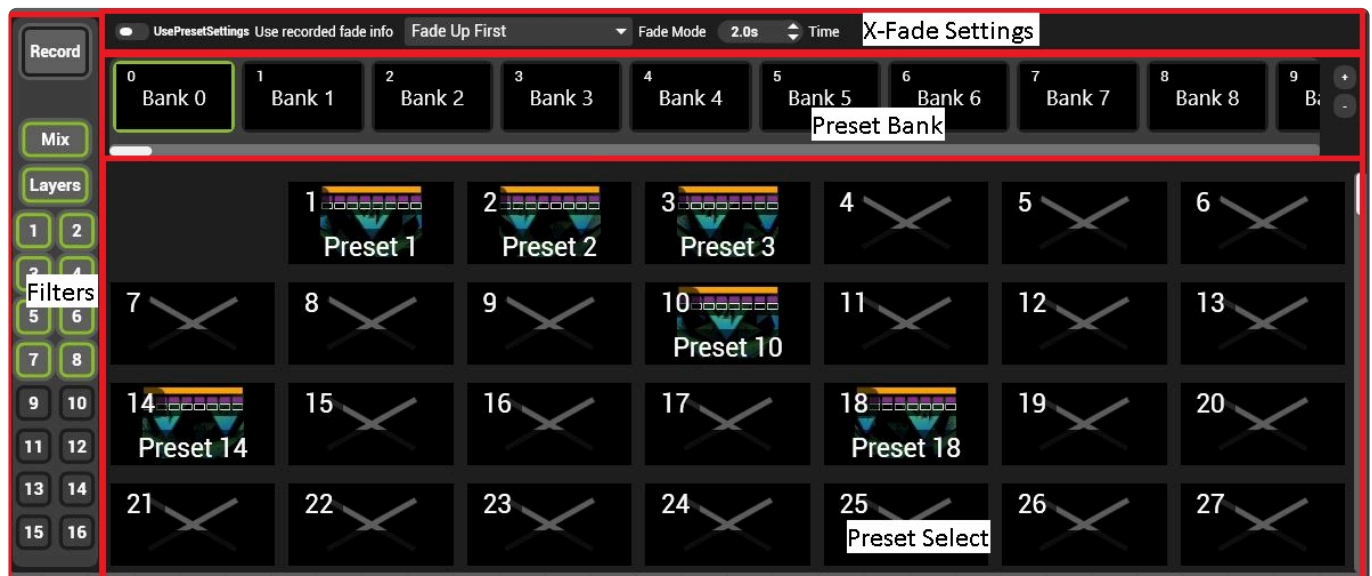 Record
UsePresetSettings Use recorded fade info Fade Up First Fade Mode 2.0s Time X-Fade Settings
0 1 2 3 4 5 6 7 8 9
Bank 0 Bank 1 Bank 2 Bank 3 Bank 4 Bank 5 Bank 6 Bank 7 Bank 8
+
-
Preset Bank
Mix
Layers
1 2
3 4
Filters
5 6
7 8
9 10
11 12
13 14
15 16
1 2 3 4 5 6
Preset 1 Preset 2 Preset 3
7 8 9 10 11 12 13
Preset 10
14 15 16 17 18 19 20
Preset 14 Preset 18
21 22 23 24 25 26 27
Preset Select